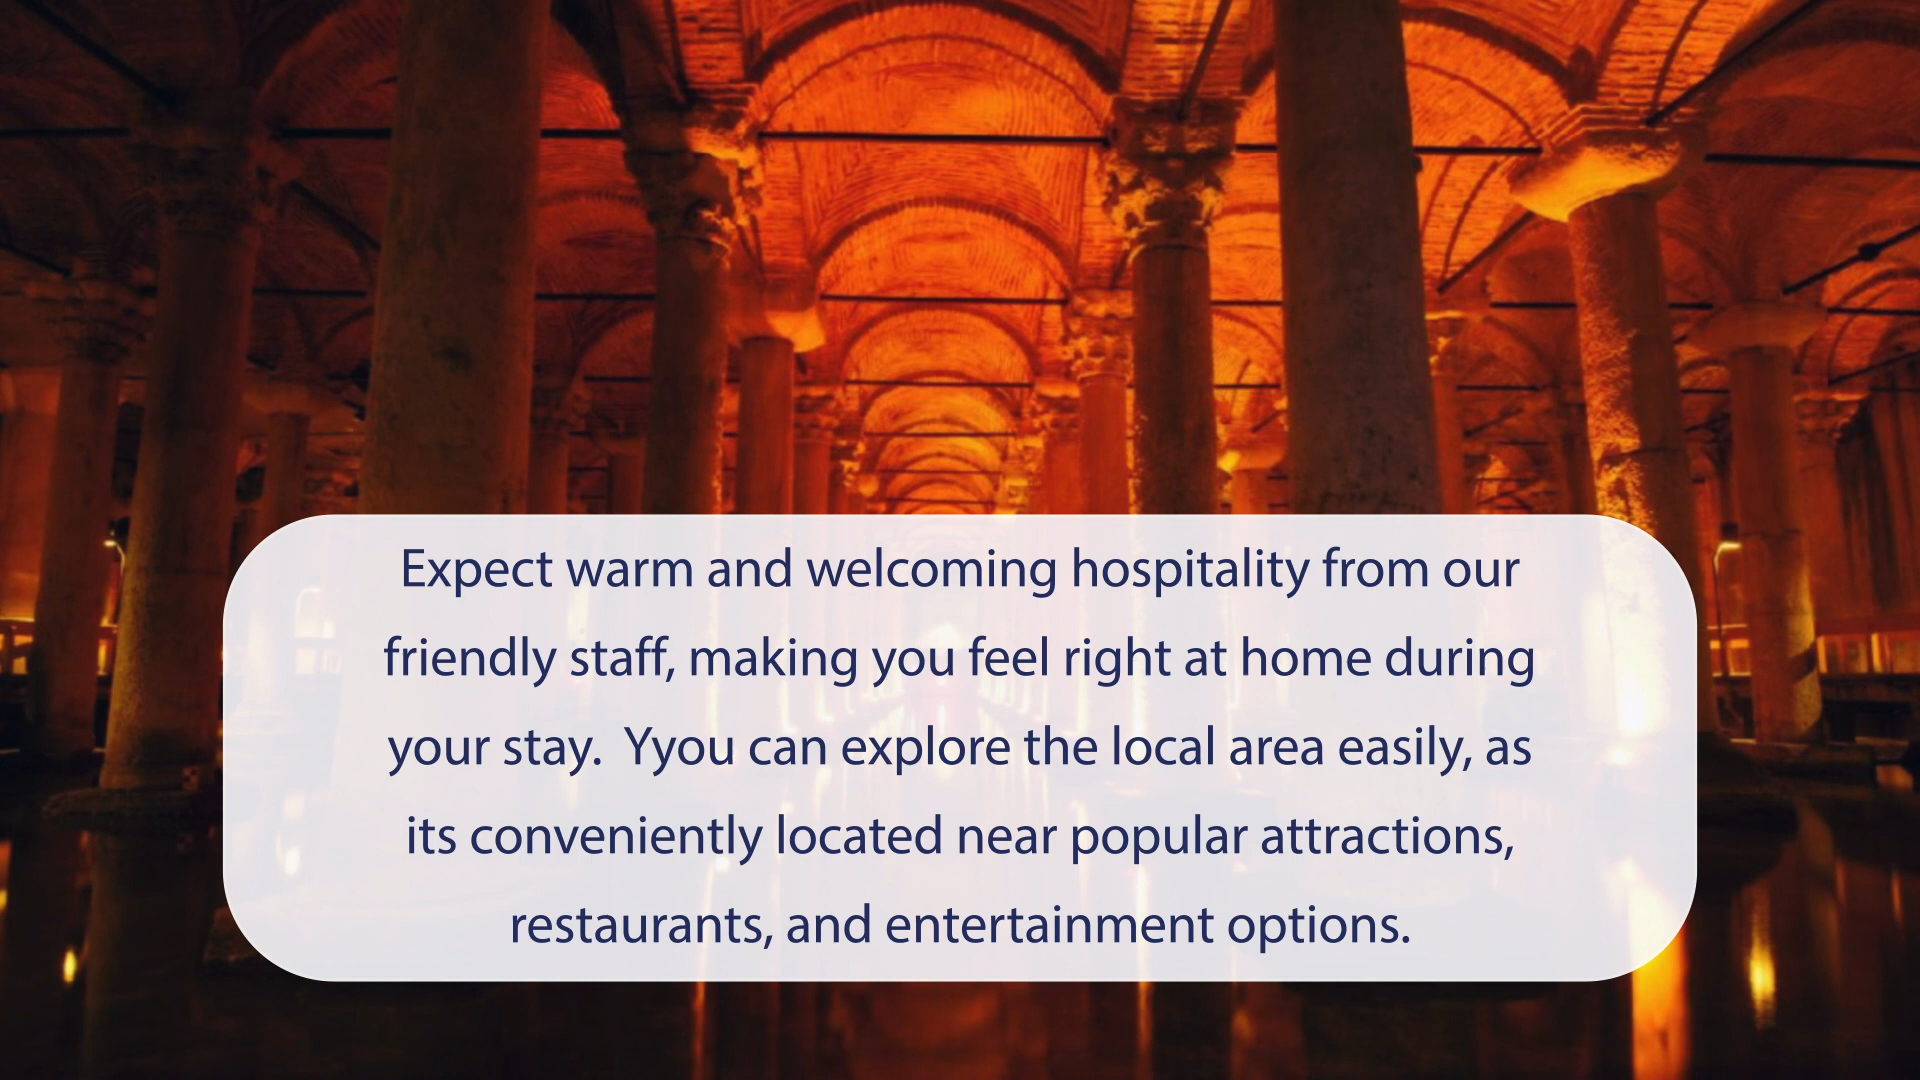 Expect warm and welcoming hospitality from our
friendly staff, making you feel right at home during
your stay.  Yyou can explore the local area easily, as
its conveniently located near popular attractions,
restaurants, and entertainment options.